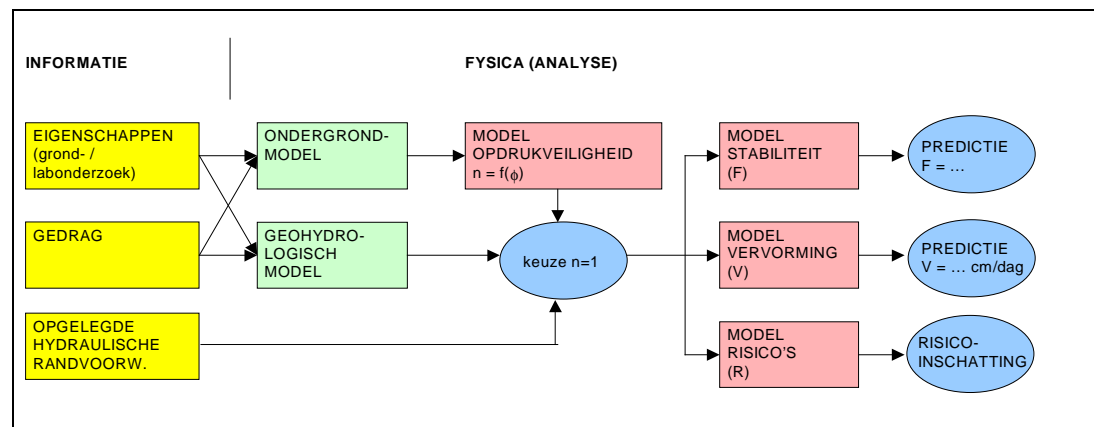 INFORMATIE
FYSICA (ANALYSE)
EIGENSCHAPPEN
(grond- /
labonderzoek)
ONDERGROND-
MODEL
MODEL
OPDRUKVEILIGHEID
n = f(ϕ)
MODEL
STABILITEIT
(F)
PREDICTIE
F = ...
GEDRAG
GEOHYDRO-
LOGISCH
MODEL
keuze n=1
MODEL
VERVORMING
(V)
PREDICTIE
V = ... cm/dag
OPGELEGDE
HYDRAULISCHE
RANDVOORW.
MODEL
RISICO'S
(R)
RISICO-
INSCHATTING